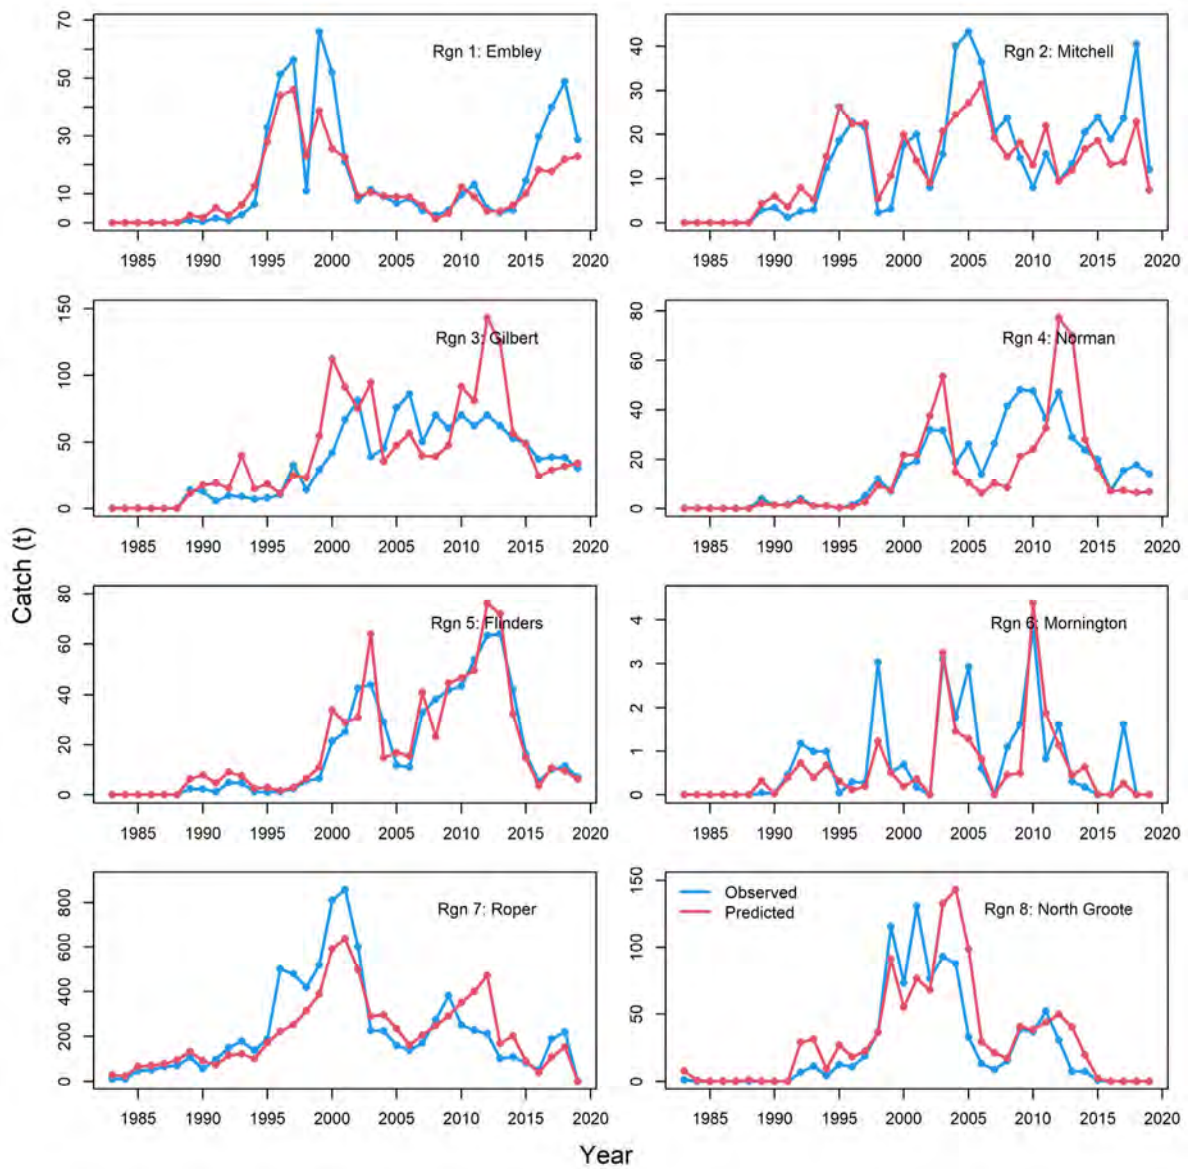 Rgn 1: Embley
0 10 30 50 70
1985 1990 1995 2000 2005 2010 2015 2020
Rgn 2: Mitchell
0 10 20 30 40
1985 1990 1995 2000 2005 2010 2015 2020
Rgn 3: Gilbert
0 50 100 150
1985 1990 1995 2000 2005 2010 2015 2020
Rgn 4: Norman
0 20 40 60 80
1985 1990 1995 2000 2005 2010 2015 2020
Rgn 5: Flinders
0 20 40 60 80
1985 1990 1995 2000 2005 2010 2015 2020
Rgn 6: Mornington
0 1 2 3 4
1985 1990 1995 2000 2005 2010 2015 2020
Rgn 7: Roper
0 200 400 600 800
1985 1990 1995 2000 2005 2010 2015 2020
Observed
Predicted
Rgn 8: North Groote
0 50 100 150
1985 1990 1995 2000 2005 2010 2015 2020
Catch (t)
Year